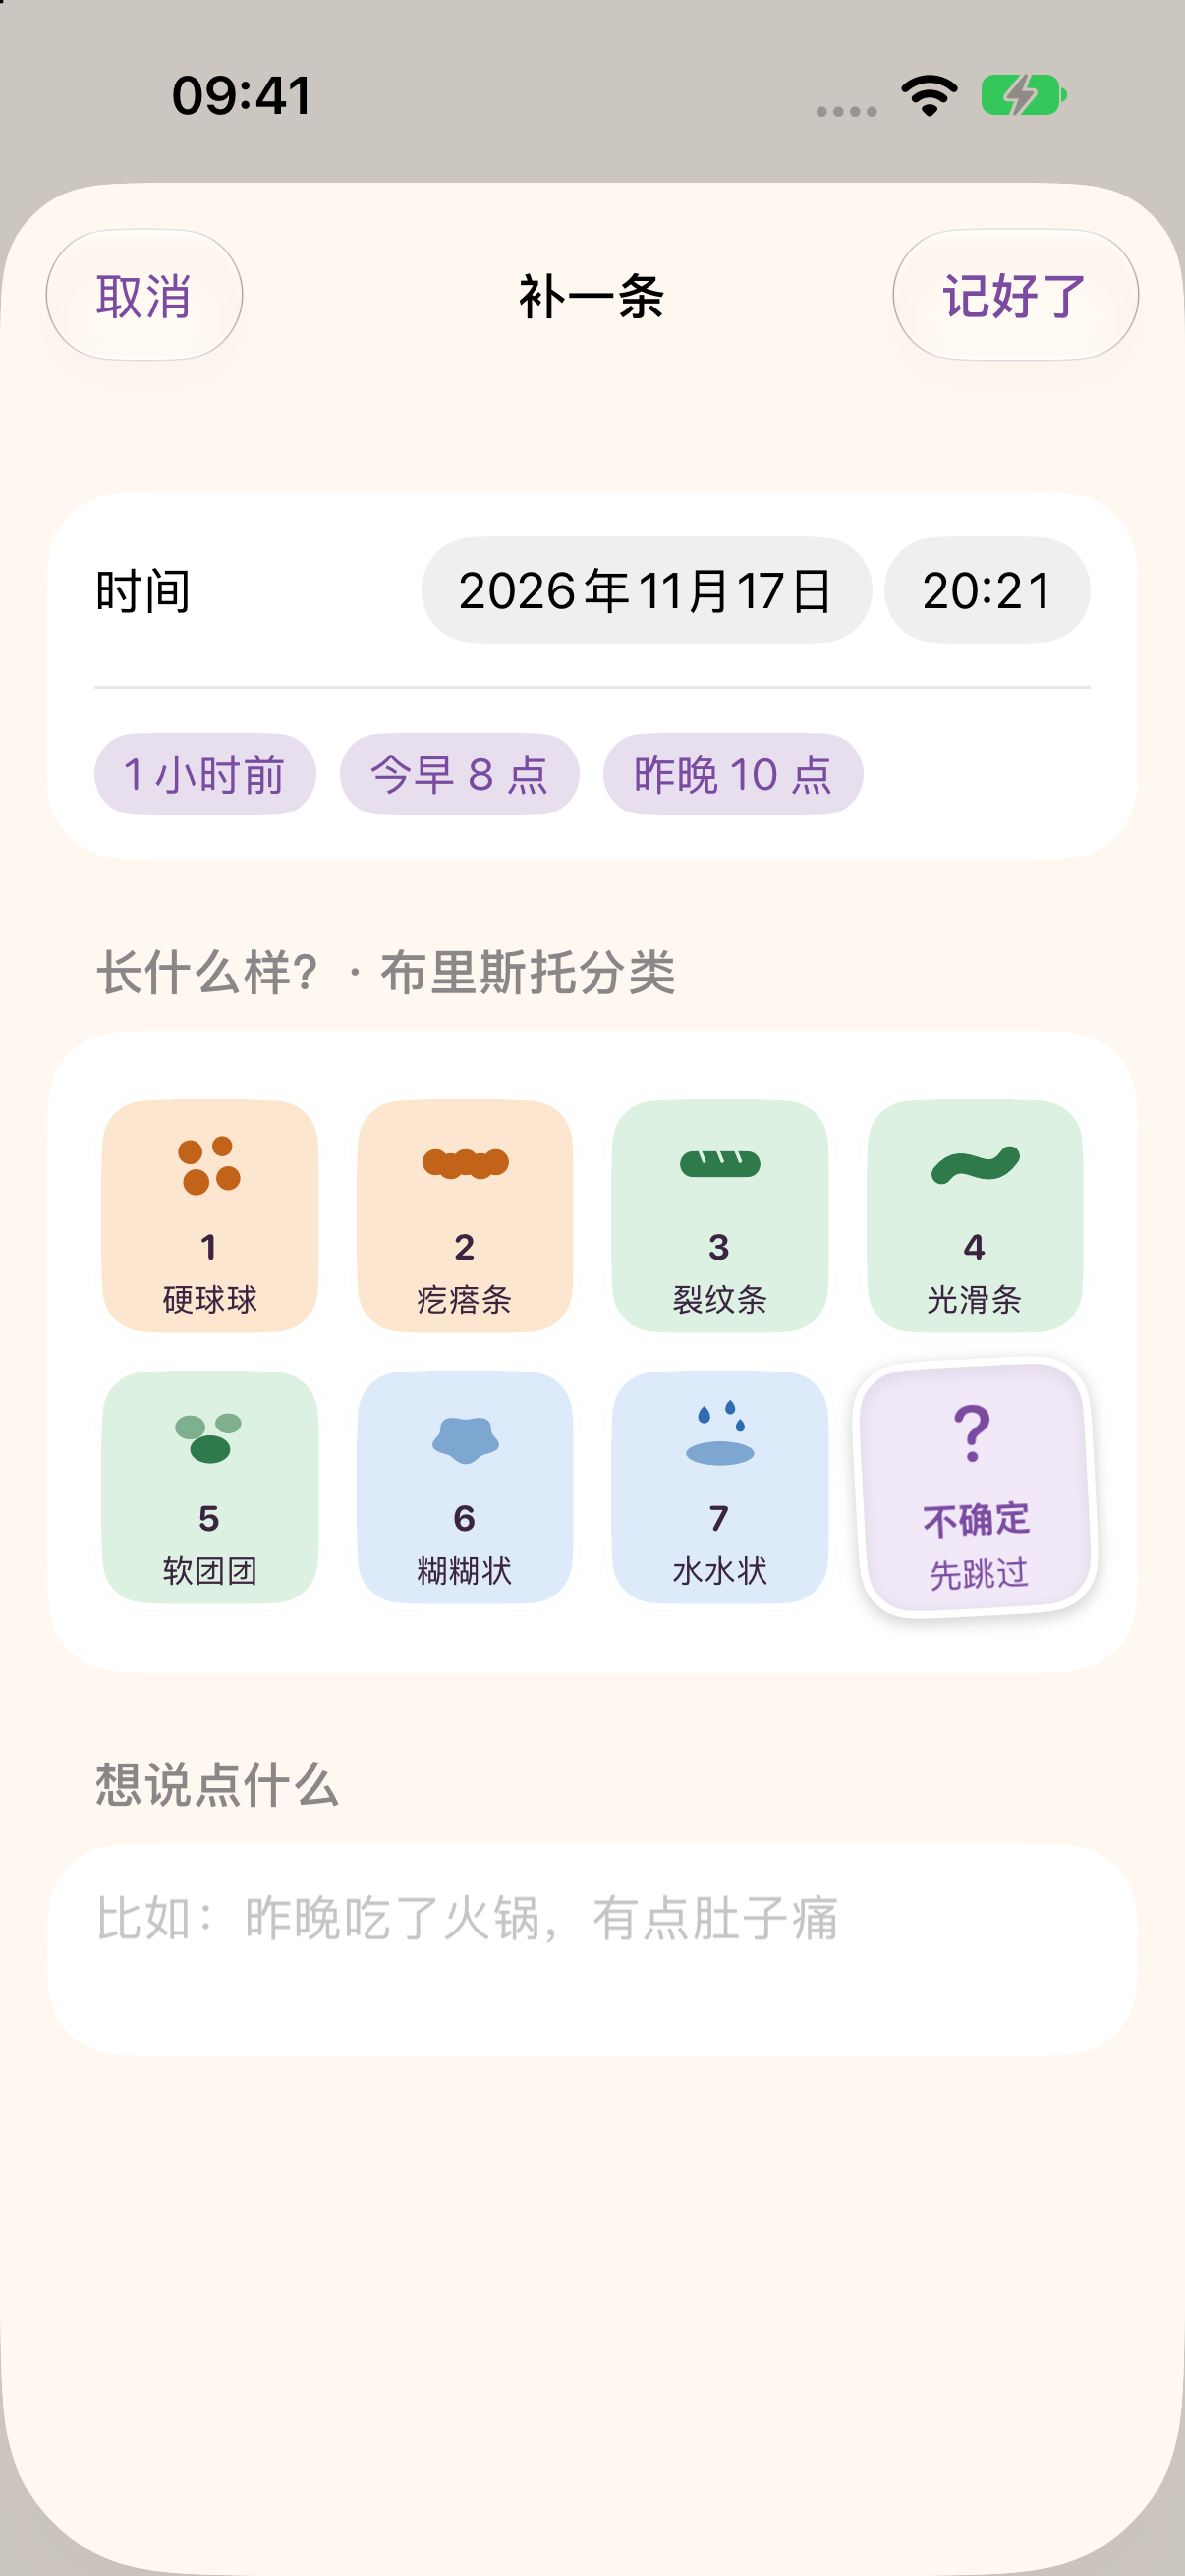 09:41
取消
补一条
记好了
时间
2026年11月17日
20:21
1 小时前
今早 8 点
昨晚 10 点
长什么样？ · 布里斯托分类
1
硬球球
2
疙瘩条
3
裂纹条
4
光滑条
5
软团团
6
糊糊状
7
水水状
?
不确定
先跳过
想说点什么
比如：昨晚吃了火锅，有点肚子痛